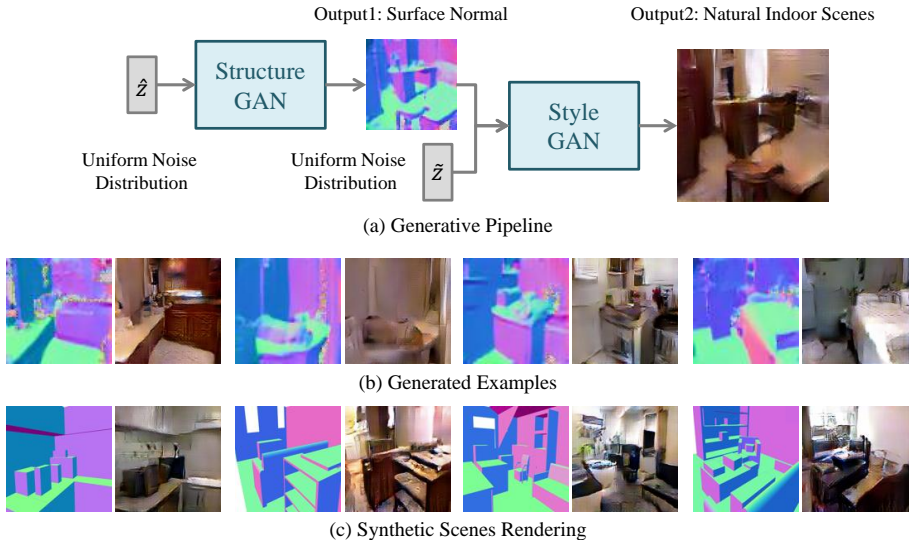 Output1: Surface Normal
Output2: Natural Indoor Scenes
ẑ
Structure
GAN
Style
GAN
Uniform Noise
Distribution
Uniform Noise
Distribution
z̃
(a) Generative Pipeline
(b) Generated Examples
(c) Synthetic Scenes Rendering